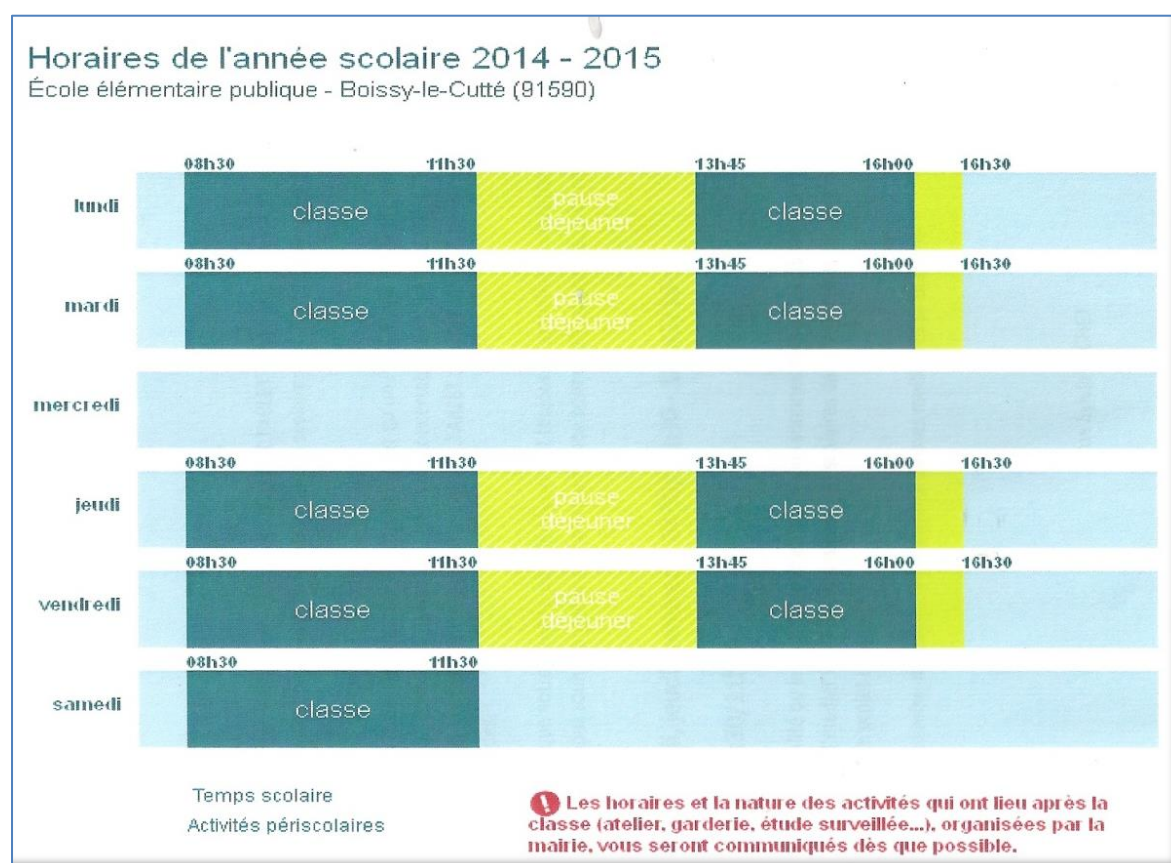 Horaires de l'année scolaire 2014 - 2015
École élémentaire publique - Boissy-le-Cutté (91590)
08h30 11h30 13h45 16h00 16h30
lundi classe pause déjeuner classe
08h30 11h30 13h45 16h00 16h30
mardi classe pause déjeuner classe
mercredi
08h30 11h30 13h45 16h00 16h30
jeudi classe pause déjeuner classe
08h30 11h30 13h45 16h00 16h30
vendredi classe pause déjeuner classe
08h30 11h30
samedi classe
Temps scolaire
Activités périscolaires
! Les horaires et la nature des activités qui ont lieu après la
classe (atelier, garderie, étude surveillée...), organisées par la
mairie, vous seront communiqués dès que possible.